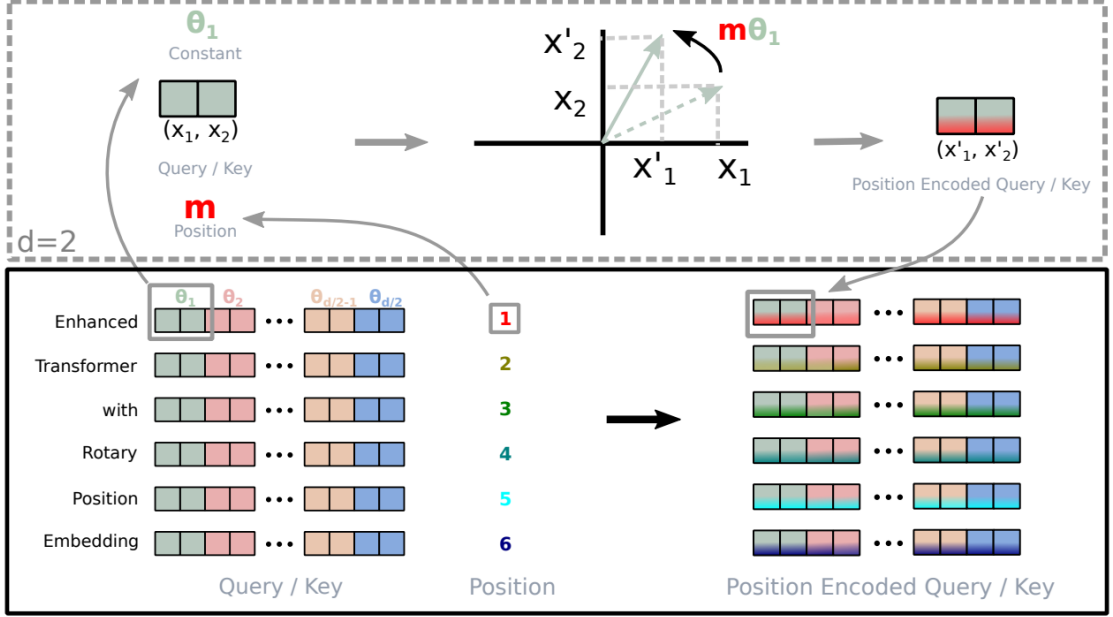 θ1
Constant
(x1, x2)
Query / Key
m
Position
d=2
x'2
x2
x'1
x1
mθ1
(x'1, x'2)
Position Encoded Query / Key
θ1 θ2 θd/2-1 θd/2
Enhanced 1
Transformer 2
with 3
Rotary 4
Position 5
Embedding 6
Query / Key Position Position Encoded Query / Key